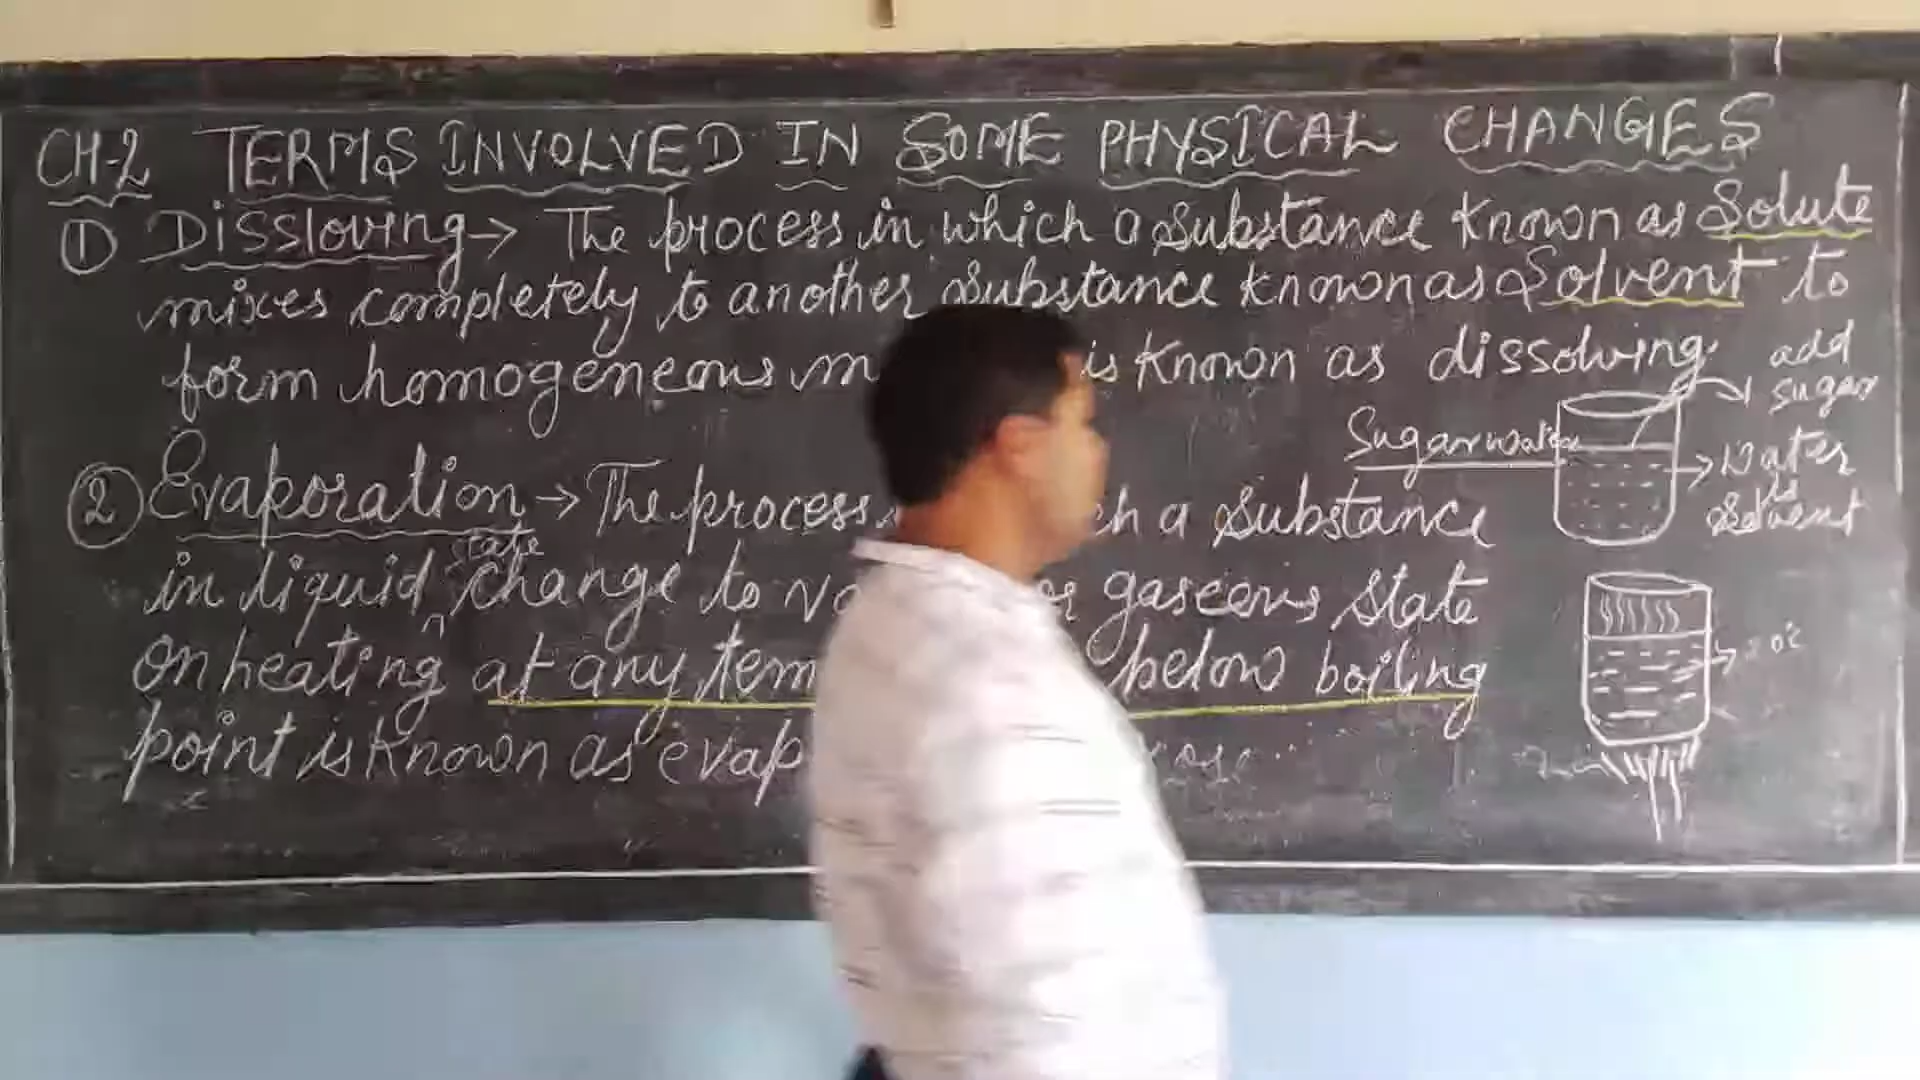 CH-2 TERMS INVOLVED IN SOME PHYSICAL CHANGES
① Dissloving → The process in which a substance known as Solute
mixes completely to another substance known as Solvent to
form homogeneous m is known as dissolving.
add
sugar
Sugar water
Water
Solvent
② Evaporation → The process ch a substance
state
in liquid change to or gaseous state
on heating at any tem below boiling
point is known as evap